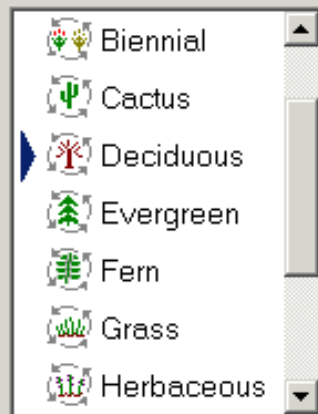 Biennial
Cactus
Deciduous
Evergreen
Fern
Grass
Herbaceous